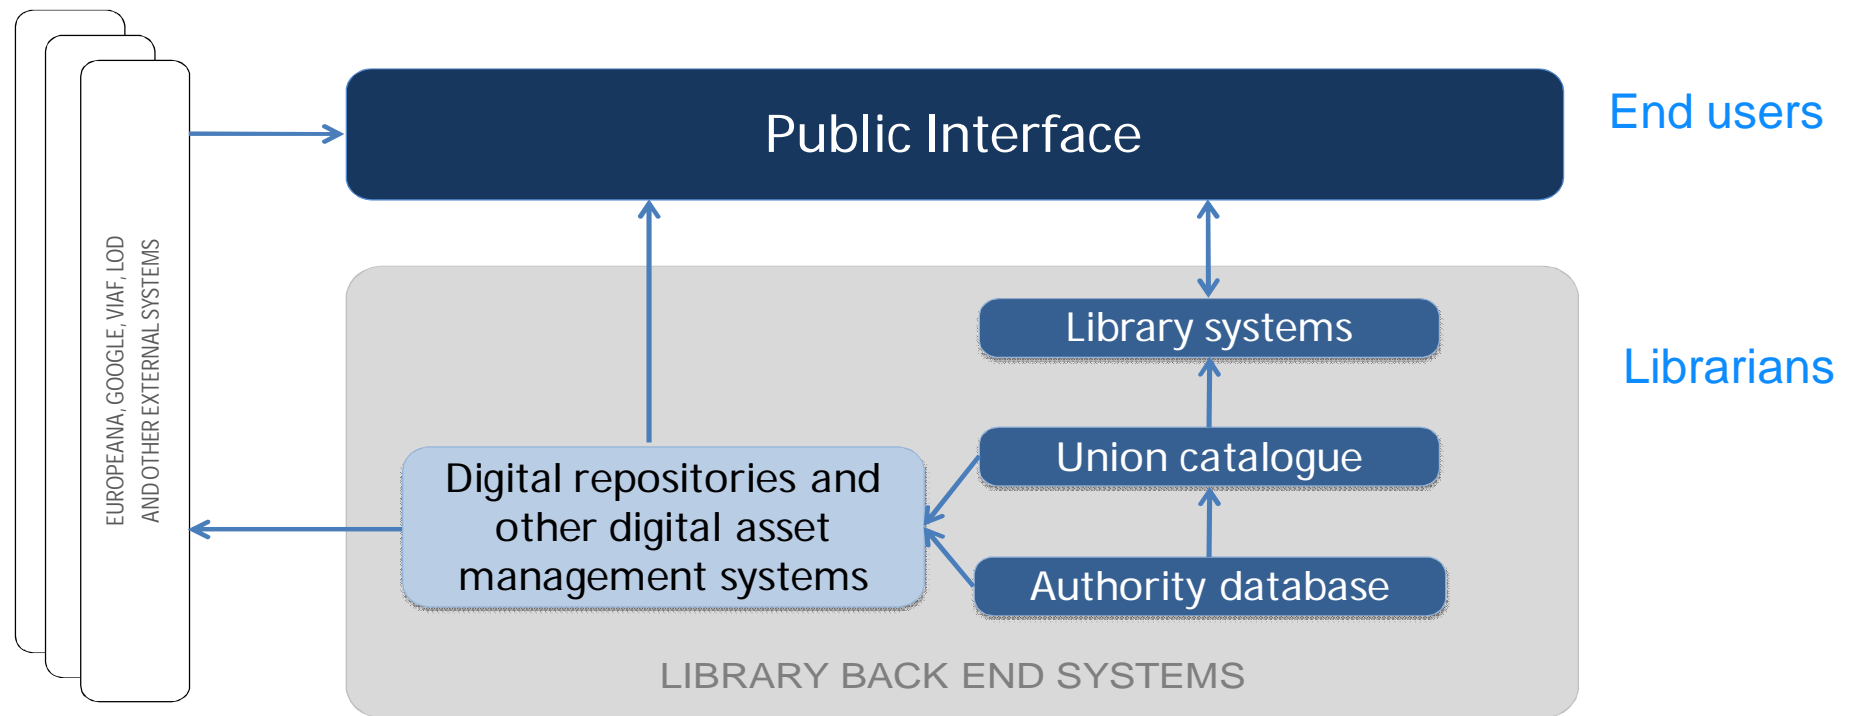 EUROPEANA, GOOGLE, VIAF, LOD
AND OTHER EXTERNAL SYSTEMS
Public Interface
End users
Library systems
Librarians
Union catalogue
Digital repositories and
other digital asset
management systems
Authority database
LIBRARY BACK END SYSTEMS